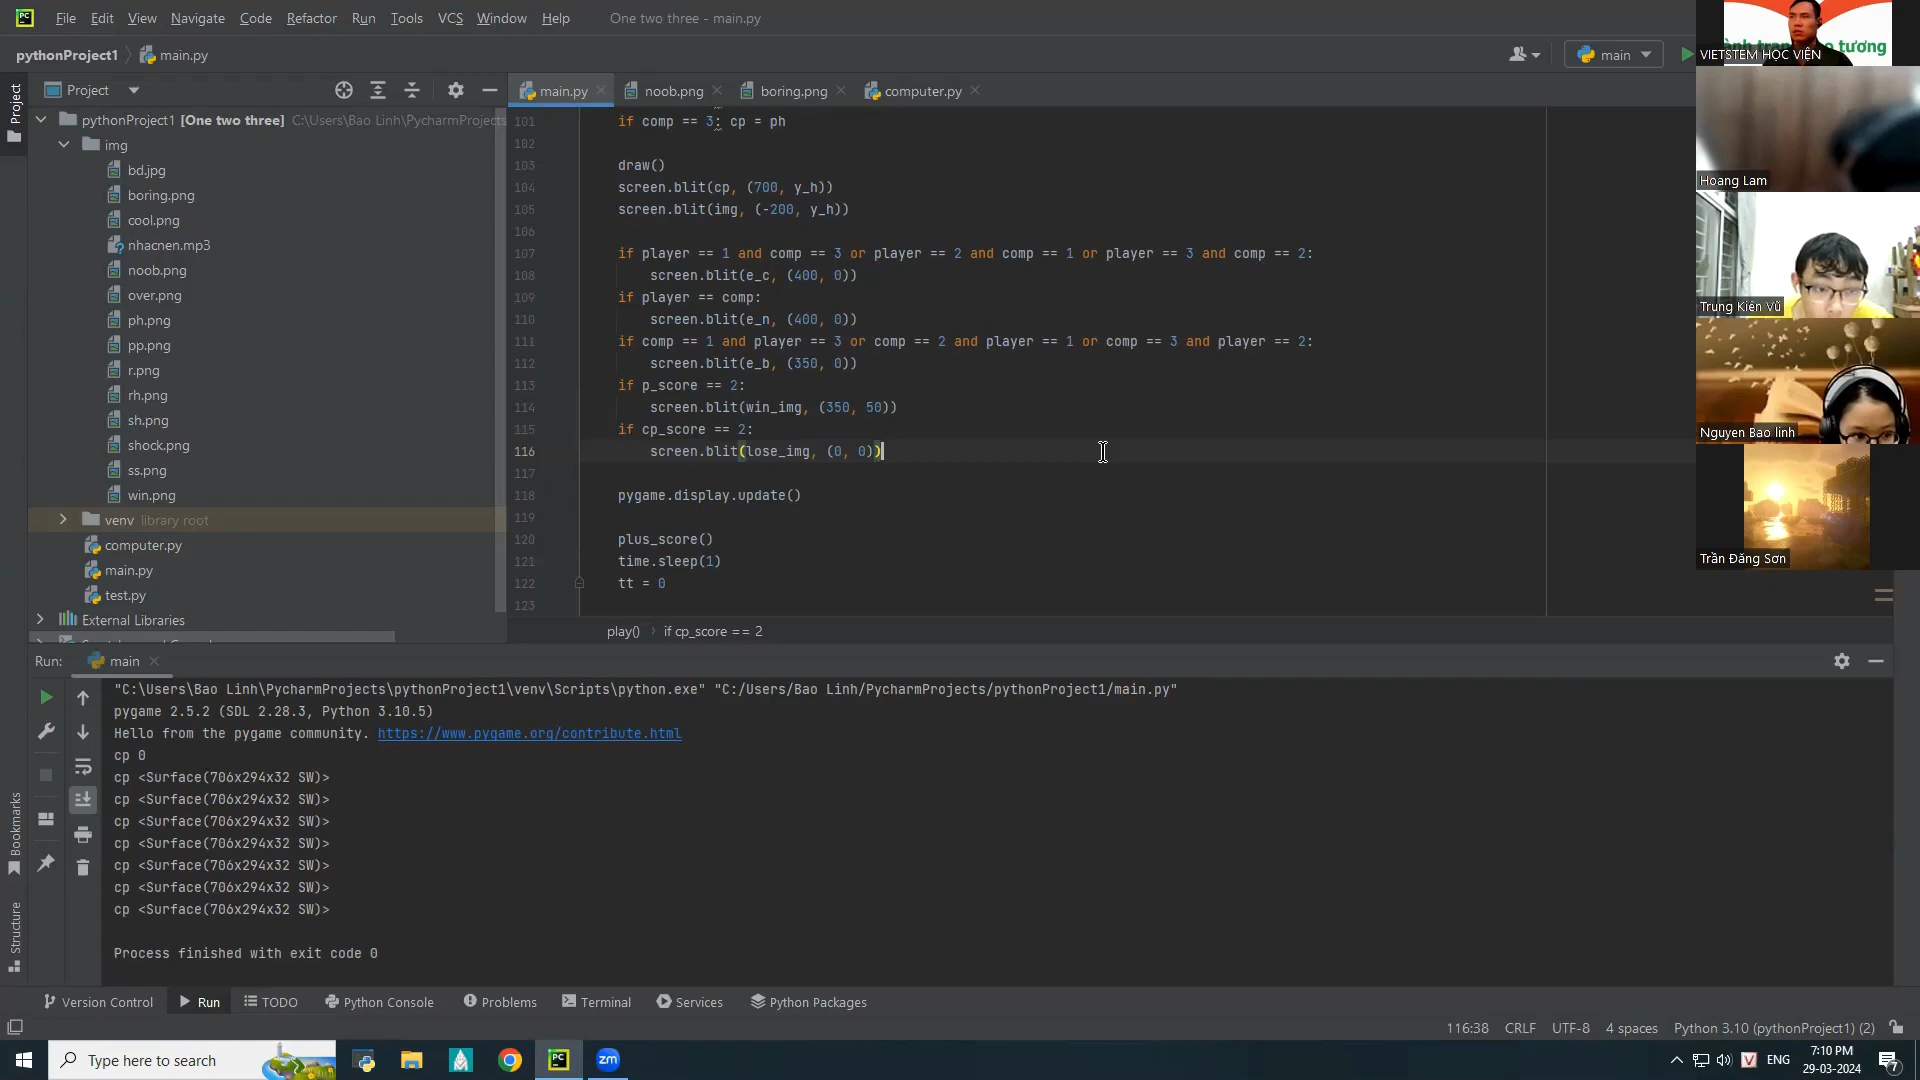 File Edit View Navigate Code Refactor Run Tools VCS Window Help One two three - main.py
pythonProject1 main.py main
Project main.py noob.png boring.png computer.py
pythonProject1 [One two three] C:\Users\Bao Linh\PycharmProjects
img
bd.jpg
boring.png
cool.png
nhacnen.mp3
noob.png
over.png
ph.png
pp.png
r.png
rh.png
sh.png
shock.png
ss.png
win.png
venv library root
computer.py
main.py
test.py
External Libraries
101 if comp == 3: cp = ph
102
103 draw()
104 screen.blit(cp, (700, y_h))
105 screen.blit(img, (-200, y_h))
106
107 if player == 1 and comp == 3 or player == 2 and comp == 1 or player == 3 and comp == 2:
108 screen.blit(e_c, (400, 0))
109 if player == comp:
110 screen.blit(e_n, (400, 0))
111 if comp == 1 and player == 3 or comp == 2 and player == 1 or comp == 3 and player == 2:
112 screen.blit(e_b, (350, 0))
113 if p_score == 2:
114 screen.blit(win_img, (350, 50))
115 if cp_score == 2:
116 screen.blit(lose_img, (0, 0))
117
118 pygame.display.update()
119
120 plus_score()
121 time.sleep(1)
122 tt = 0
123
play() if cp_score == 2
Run: main
"C:\Users\Bao Linh\PycharmProjects\pythonProject1\venv\Scripts\python.exe" "C:/Users/Bao Linh/PycharmProjects/pythonProject1/main.py"
pygame 2.5.2 (SDL 2.28.3, Python 3.10.5)
Hello from the pygame community. https://www.pygame.org/contribute.html
cp 0
cp <Surface(706x294x32 SW)>
cp <Surface(706x294x32 SW)>
cp <Surface(706x294x32 SW)>
cp <Surface(706x294x32 SW)>
cp <Surface(706x294x32 SW)>
cp <Surface(706x294x32 SW)>
cp <Surface(706x294x32 SW)>
Process finished with exit code 0
Project
Bookmarks
Structure
Version Control Run TODO Python Console Problems Terminal Services Python Packages
116:38 CRLF UTF-8 4 spaces Python 3.10 (pythonProject1) (2)
Type here to search
ENG
7:10 PM
29-03-2024
7
tương
VIETSTEM HỌC VIỆN
Hoang Lam
Trung Kiên Vũ
Nguyen Bao linh
Trần Đăng Sơn